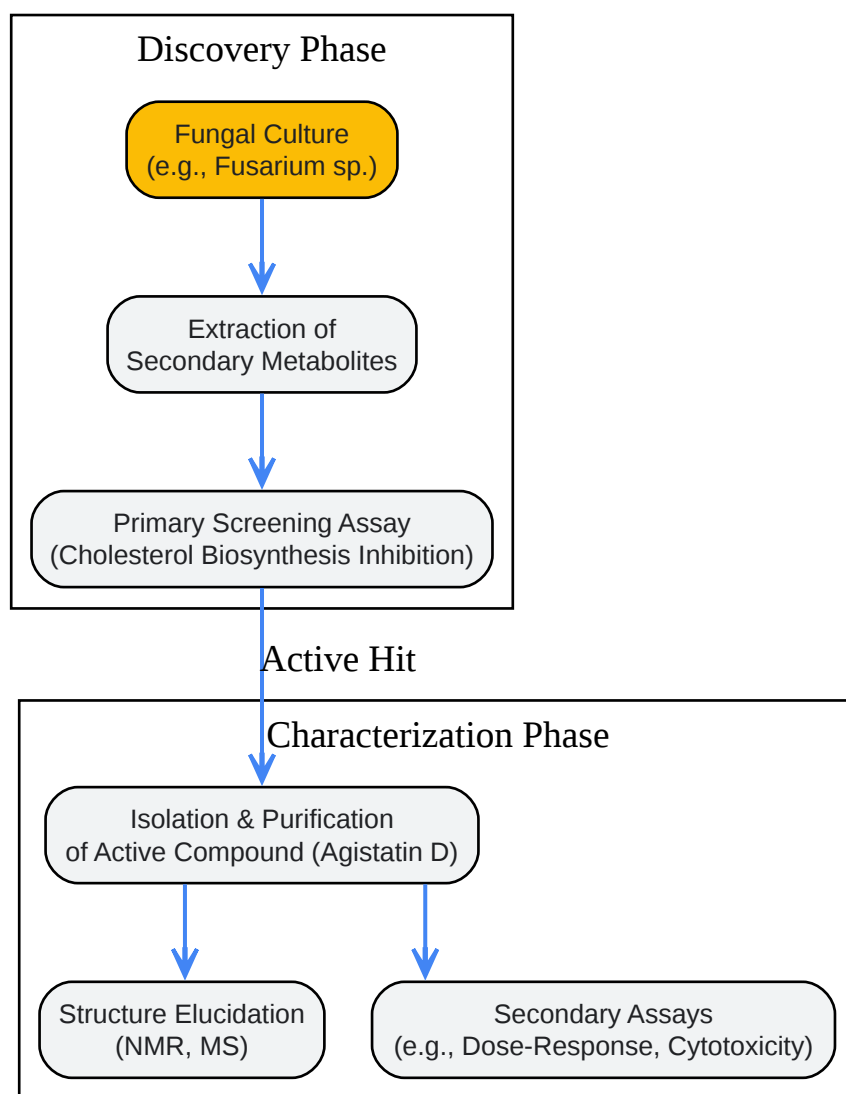 Discovery Phase
Fungal Culture
(e.g., Fusarium sp.)
Extraction of
Secondary Metabolites
Primary Screening Assay
(Cholesterol Biosynthesis Inhibition)
Active Hit
Characterization Phase
Isolation & Purification
of Active Compound (Agistatin D)
Structure Elucidation
(NMR, MS)
Secondary Assays
(e.g., Dose-Response, Cytotoxicity)